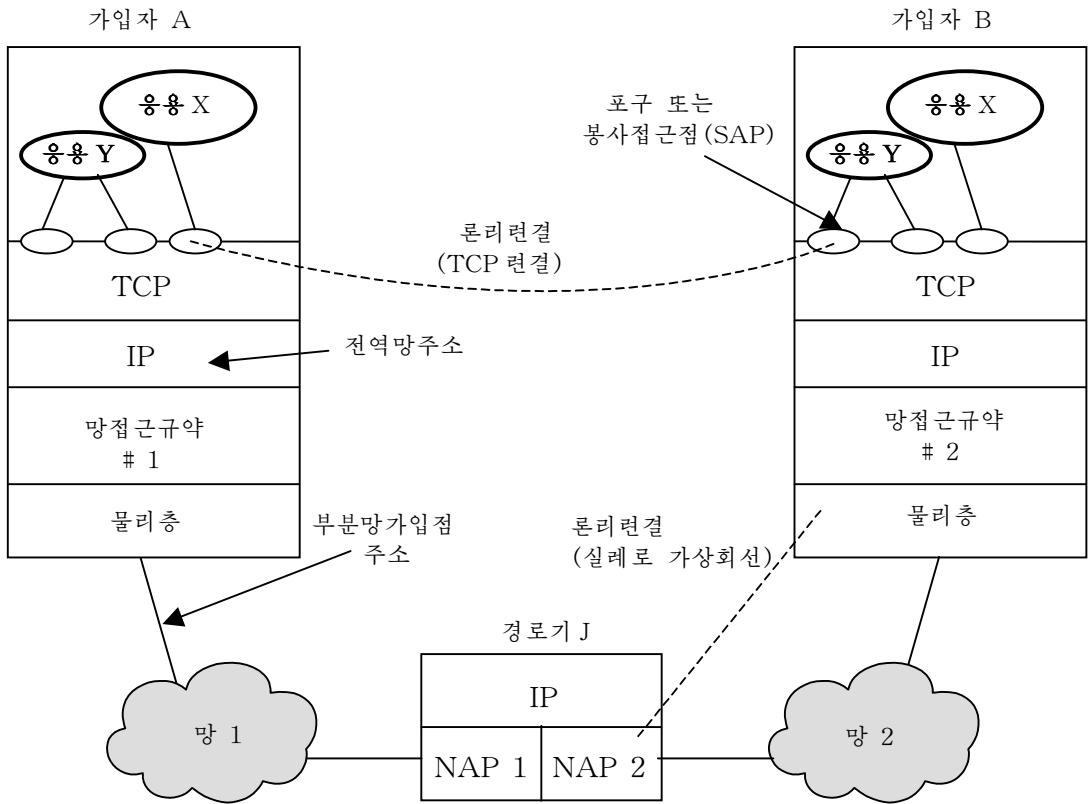 가입자 A
응용 X
응용 Y
TCP
IP
망접근규약
# 1
물리층
가입자 B
응용 X
응용 Y
TCP
IP
망접근규약
# 2
물리층
포구 또는
봉사접근점(SAP)
론리련결
(TCP 련결)
전역망주소
부분망가입점
주소
론리련결
(실례로 가상회선)
경로기 J
IP
NAP 1
NAP 2
망 1
망 2